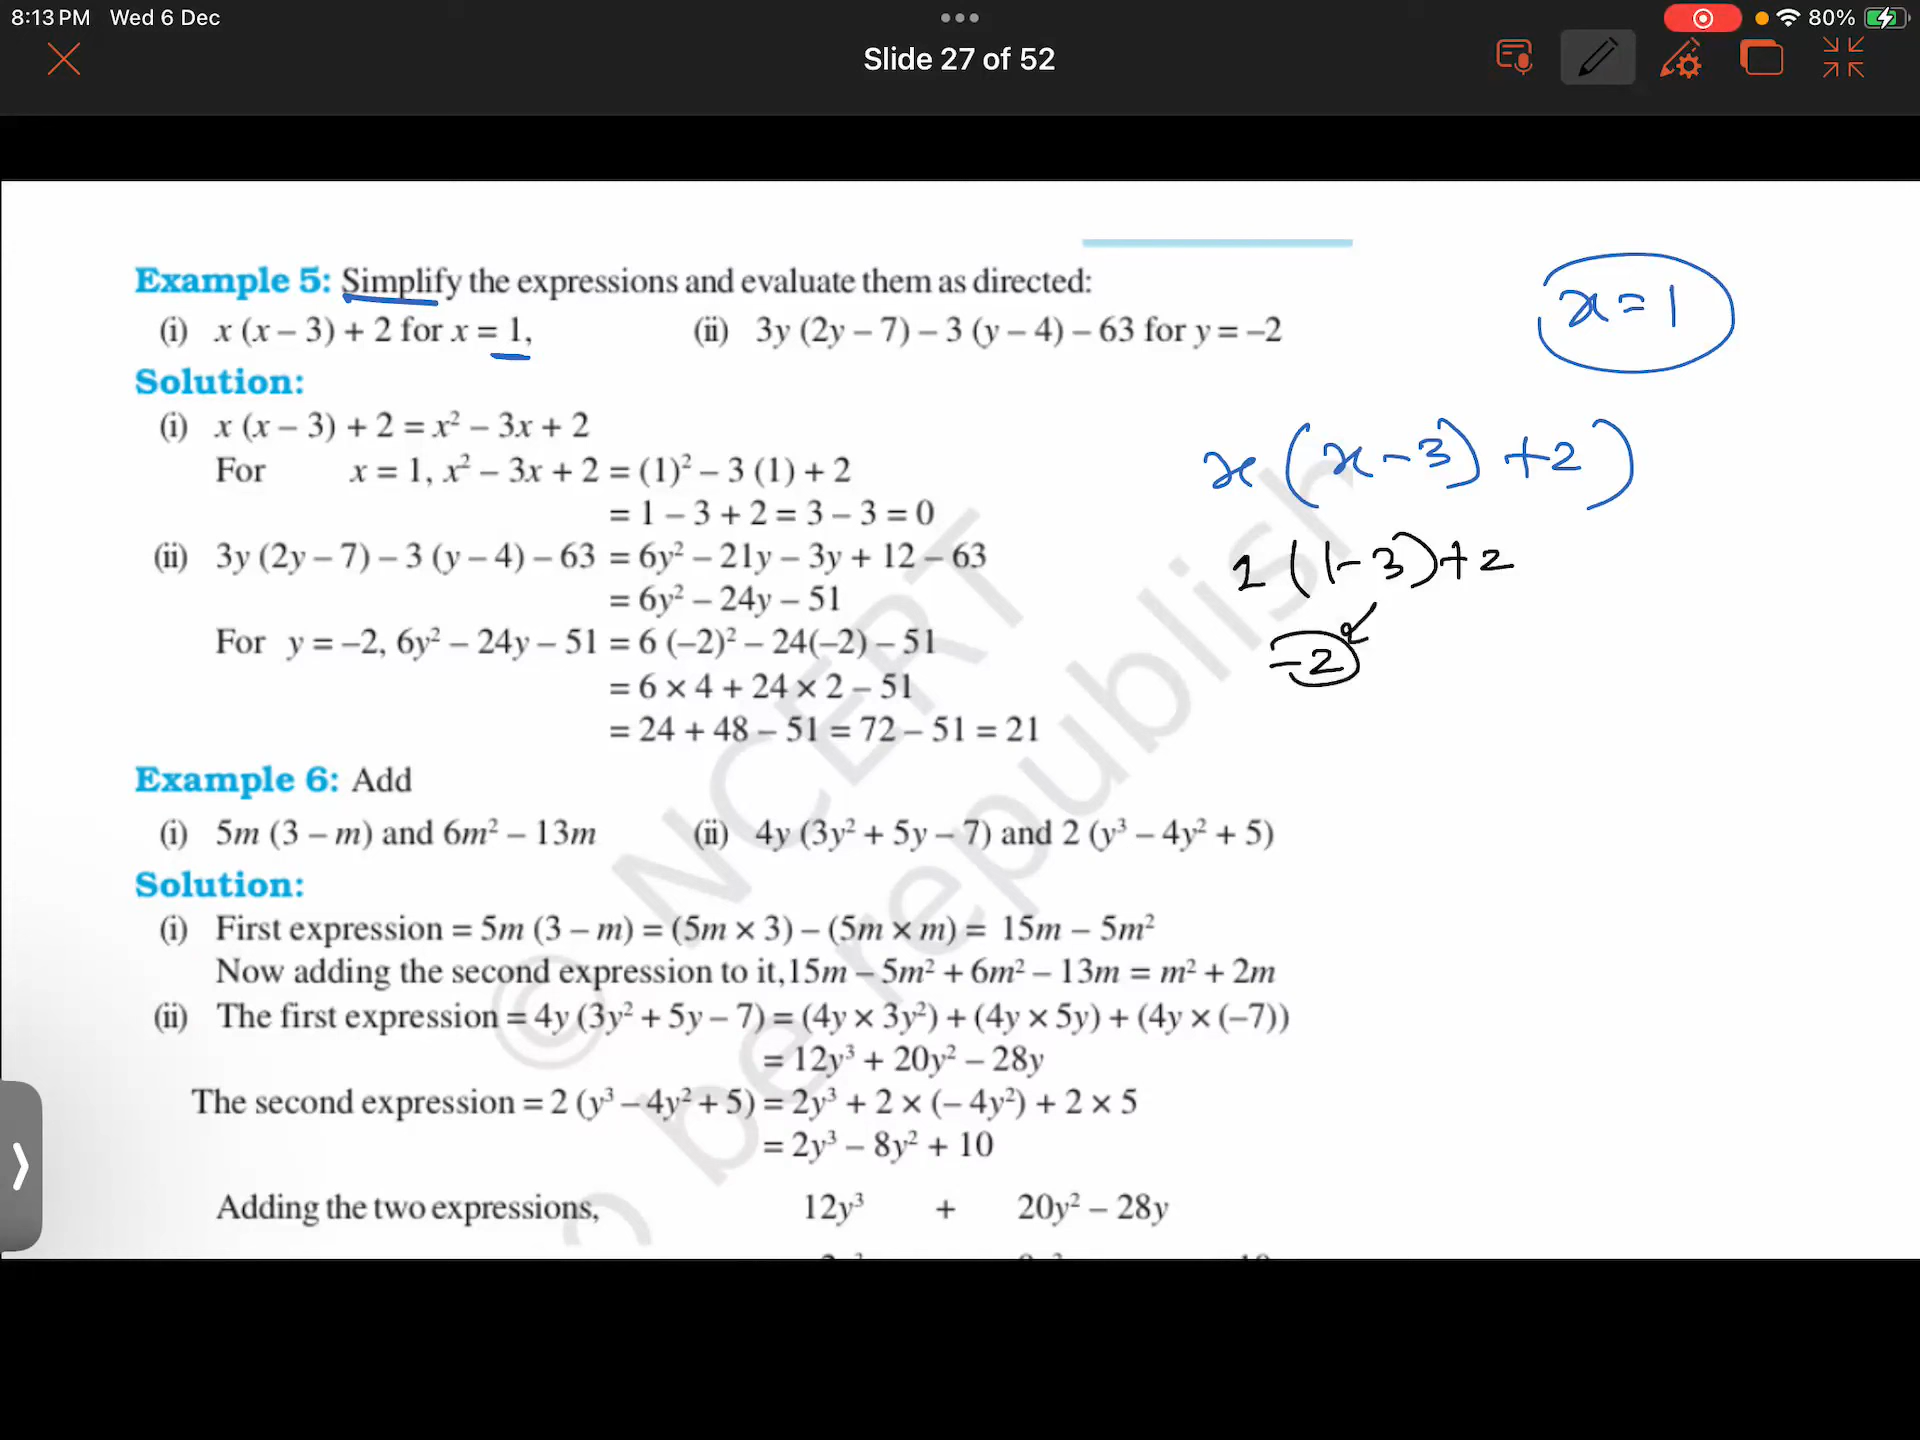 8:13 PM Wed 6 Dec
80%
Slide 27 of 52
Example 5: Simplify the expressions and evaluate them as directed:
(i) x (x – 3) + 2 for x = 1, (ii) 3y (2y – 7) – 3 (y – 4) – 63 for y = –2
Solution:
(i) x (x – 3) + 2 = x² – 3x + 2
For x = 1, x² – 3x + 2 = (1)² – 3 (1) + 2
= 1 – 3 + 2 = 3 – 3 = 0
(ii) 3y (2y – 7) – 3 (y – 4) – 63 = 6y² – 21y – 3y + 12 – 63
= 6y² – 24y – 51
For y = –2, 6y² – 24y – 51 = 6 (–2)² – 24(–2) – 51
= 6 × 4 + 24 × 2 – 51
= 24 + 48 – 51 = 72 – 51 = 21
Example 6: Add
(i) 5m (3 – m) and 6m² – 13m (ii) 4y (3y² + 5y – 7) and 2 (y³ – 4y² + 5)
Solution:
(i) First expression = 5m (3 – m) = (5m × 3) – (5m × m) = 15m – 5m²
Now adding the second expression to it, 15m – 5m² + 6m² – 13m = m² + 2m
(ii) The first expression = 4y (3y² + 5y – 7) = (4y × 3y²) + (4y × 5y) + (4y × (–7))
= 12y³ + 20y² – 28y
The second expression = 2 (y³ – 4y² + 5) = 2y³ + 2 × (– 4y²) + 2 × 5
= 2y³ – 8y² + 10
Adding the two expressions, 12y³ + 20y² – 28y
x = 1
x(x-3)+2)
1(1-3)+2
-2
© NCERT
be republish